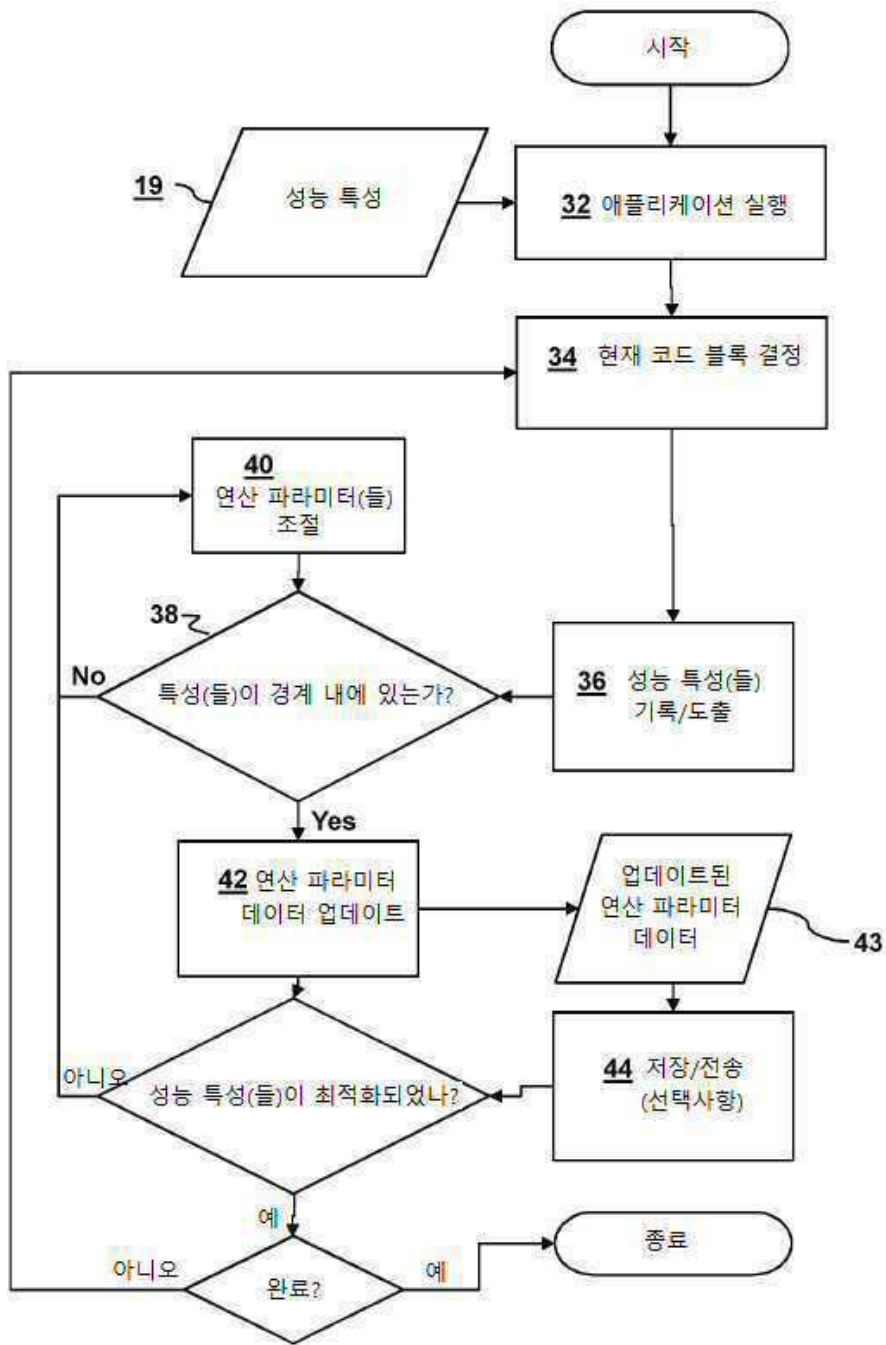 시작
19
성능 특성
32 애플리케이션 실행
34 현재 코드 블록 결정
40
연산 파라미터(들)
조절
38
No
특성(들)이 경계 내에 있는가?
36 성능 특성(들)
기록/도출
Yes
42 연산 파라미터
데이터 업데이트
업데이트된
연산 파라미터
데이터
43
아니오
성능 특성(들)이 최적화되었나?
44 저장/전송
(선택사항)
예
아니오
완료?
예
종료